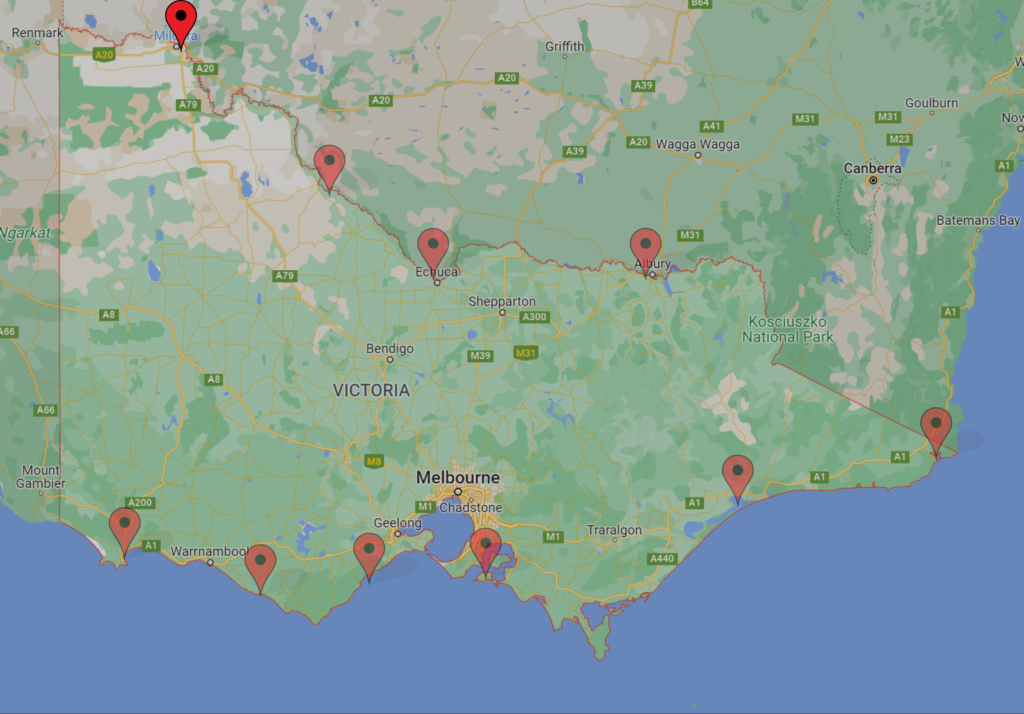 B64
Renmark
Griffith
A20
A20
A20
A39
A79
A20
Goulburn
A41
M31
M31
A20
Wagga Wagga
M23
A39
A1
Canberra
Batemans Bay
Ngarkat
M31
Albury
Echuca
A79
Shepparton
A8
A300
A1
Kosciuszko
National Park
A66
Bendigo
M39
M31
A8
VICTORIA
A66
A1
M8
Mount
Gambier
Melbourne
A1
A200
M1
Chadstone
A1
Geelong
Traralgon
A1
Warrnambool
M1
A440